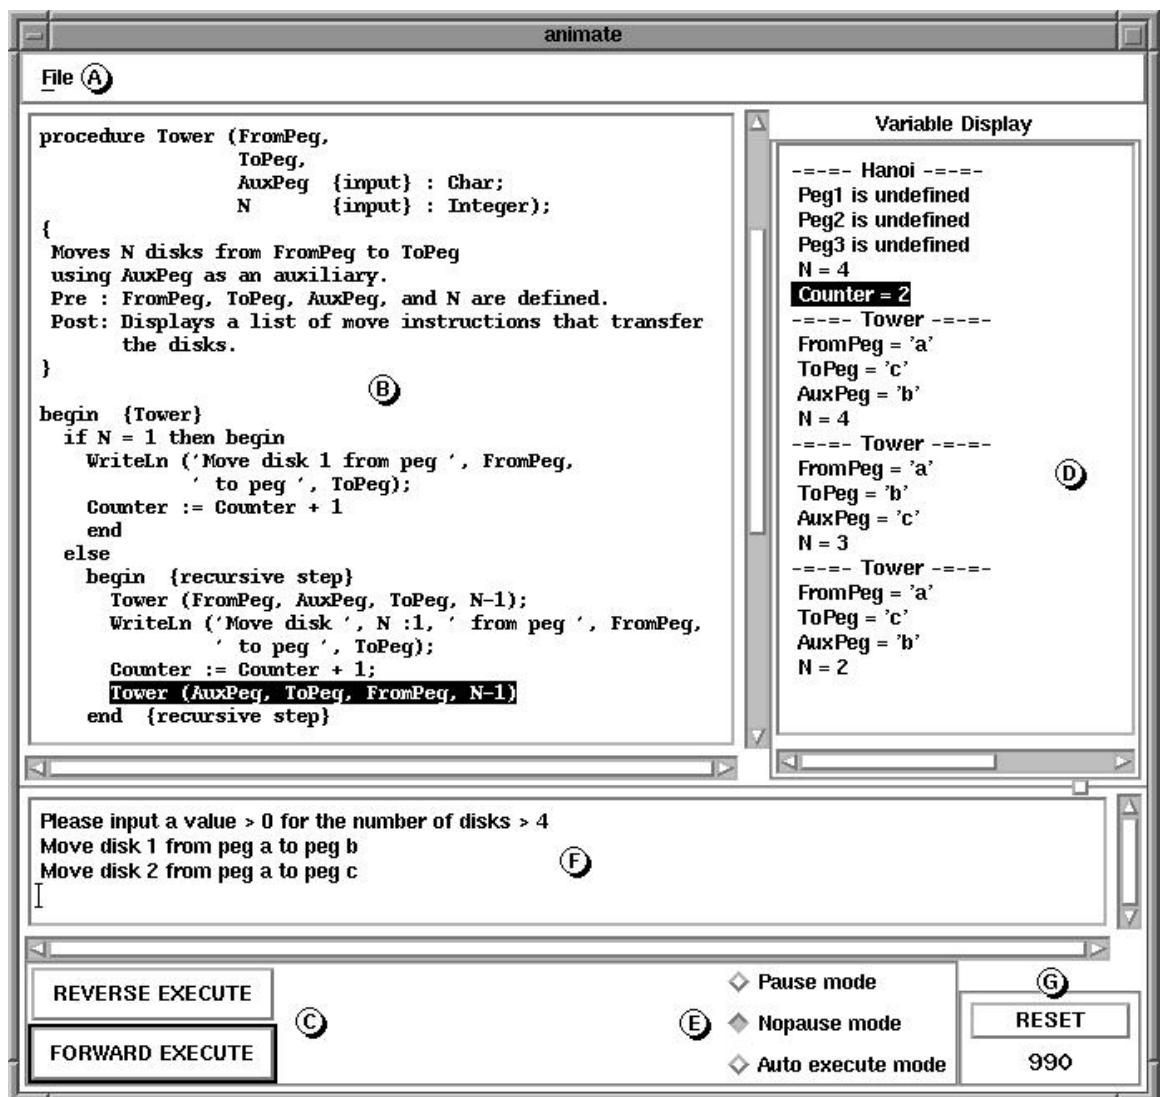 animate
File A
procedure Tower (FromPeg,
ToPeg,
AuxPeg {input} : Char;
N {input} : Integer);
{
Moves N disks from FromPeg to ToPeg
using AuxPeg as an auxiliary.
Pre : FromPeg, ToPeg, AuxPeg, and N are defined.
Post: Displays a list of move instructions that transfer
the disks.
}
B
begin {Tower}
if N = 1 then begin
WriteLn ('Move disk 1 from peg ', FromPeg,
' to peg ', ToPeg);
Counter := Counter + 1
end
else
begin {recursive step}
Tower (FromPeg, AuxPeg, ToPeg, N-1);
WriteLn ('Move disk ', N :1, ' from peg ', FromPeg,
' to peg ', ToPeg);
Counter := Counter + 1;
Tower (AuxPeg, ToPeg, FromPeg, N-1)
end {recursive step}
Variable Display
-=-=- Hanoi -=-=-
Peg1 is undefined
Peg2 is undefined
Peg3 is undefined
N = 4
Counter = 2
-=-=- Tower -=-=-
FromPeg = 'a'
ToPeg = 'c'
AuxPeg = 'b'
N = 4
-=-=- Tower -=-=-
FromPeg = 'a'
D
ToPeg = 'b'
AuxPeg = 'c'
N = 3
-=-=- Tower -=-=-
FromPeg = 'a'
ToPeg = 'c'
AuxPeg = 'b'
N = 2
Please input a value > 0 for the number of disks > 4
Move disk 1 from peg a to peg b
Move disk 2 from peg a to peg c
F
REVERSE EXECUTE
FORWARD EXECUTE
C
Pause mode
E Nopause mode
Auto execute mode
G
RESET
990